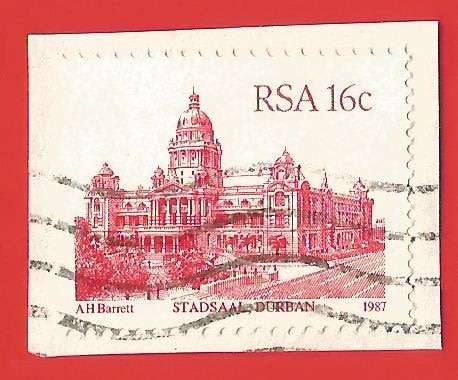 RSA 16c
A H Barrett STADSAAL, DURBAN 1987